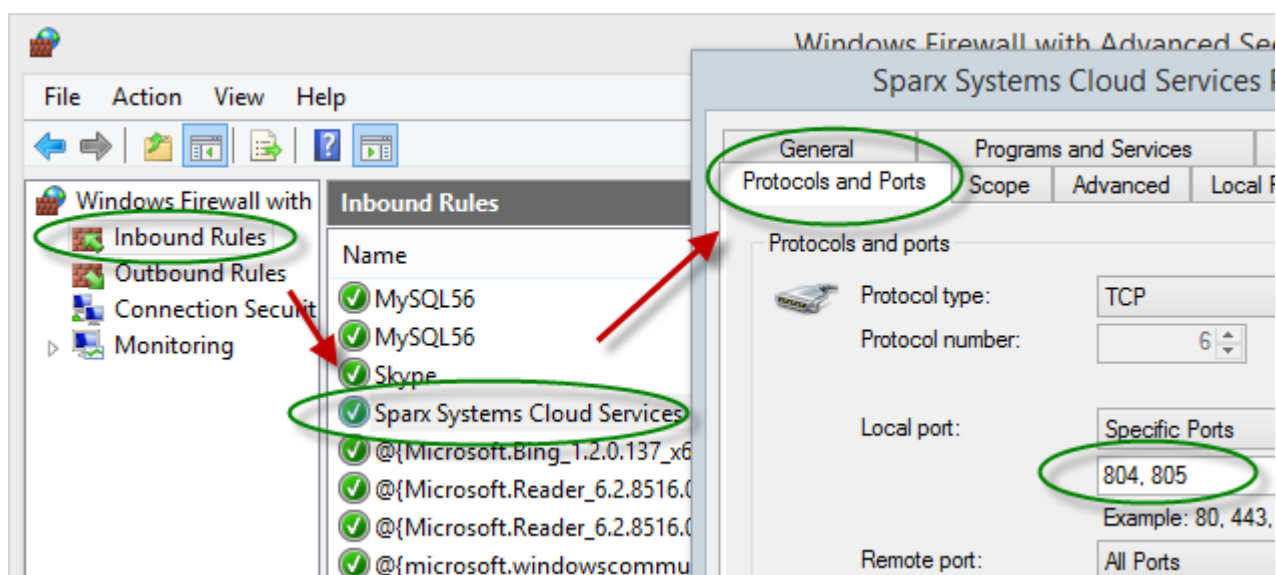 Windows Firewall with Advanced Se
Sparx Systems Cloud Services
File Action View Help
General Programs and Services
Protocols and Ports Scope Advanced Local
Windows Firewall with
Inbound Rules
Outbound Rules
Connection Securit
Monitoring
Inbound Rules
Name
MySQL56
MySQL56
Skype
Sparx Systems Cloud Services
@{Microsoft.Bing_1.2.0.137_x6
@{Microsoft.Reader_6.2.8516.0
@{Microsoft.Reader_6.2.8516.0
@{microsoft.windowscommu
Protocols and ports
Protocol type: TCP
Protocol number: 6
Local port: Specific Ports
804, 805
Example: 80, 443,
Remote port: All Ports